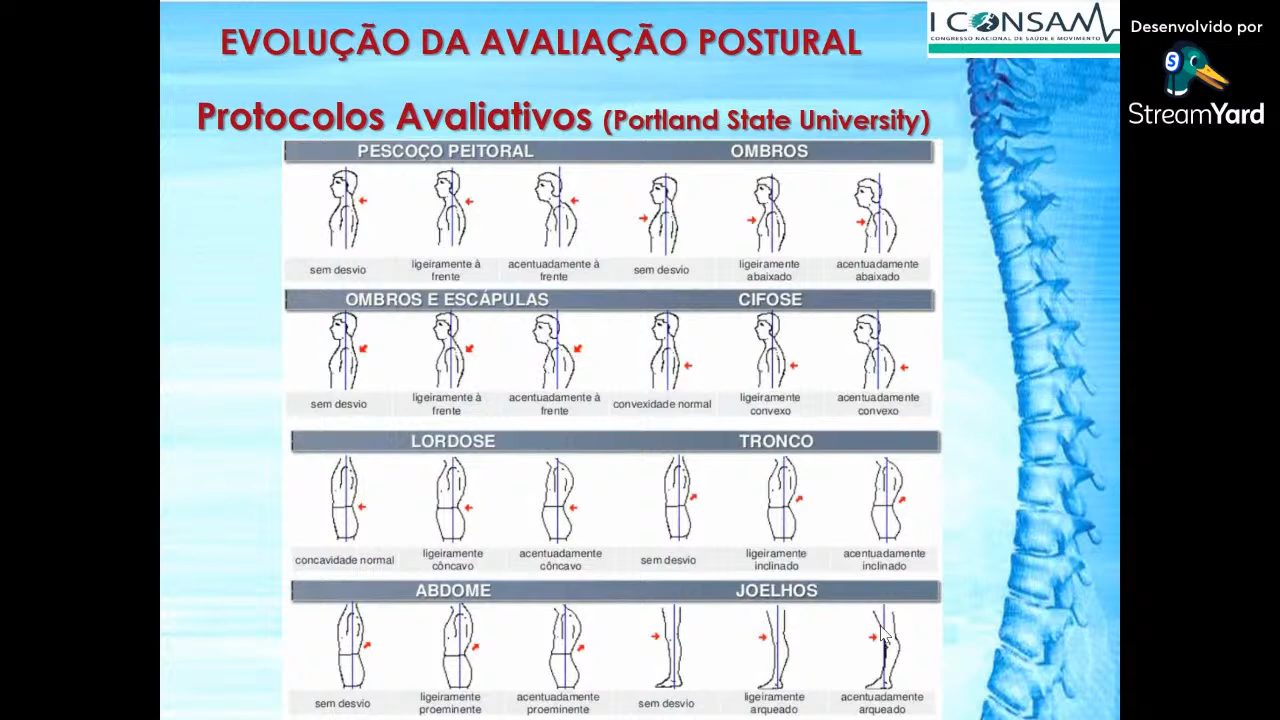 EVOLUÇÃO DA AVALIAÇÃO POSTURAL
I CONSAM
CONGRESSO NACIONAL DE SAÚDE E MOVIMENTO
Desenvolvido por
StreamYard
Protocolos Avaliativos (Portland State University)
PESCOÇO PEITORAL
OMBROS
sem desvio
ligeiramente à
frente
acentuadamente à
frente
sem desvio
ligeiramente
abaixado
acentuadamente
abaixado
OMBROS E ESCÁPULAS
CIFOSE
sem desvio
ligeiramente à
frente
acentuadamente à
frente
convexidade normal
ligeiramente
convexo
acentuadamente
convexo
LORDOSE
TRONCO
concavidade normal
ligeiramente
côncavo
acentuadamente
côncavo
sem desvio
ligeiramente
inclinado
acentuadamente
inclinado
ABDOME
JOELHOS
sem desvio
ligeiramente
proeminente
acentuadamente
proeminente
sem desvio
ligeiramente
arqueado
acentuadamente
arqueado